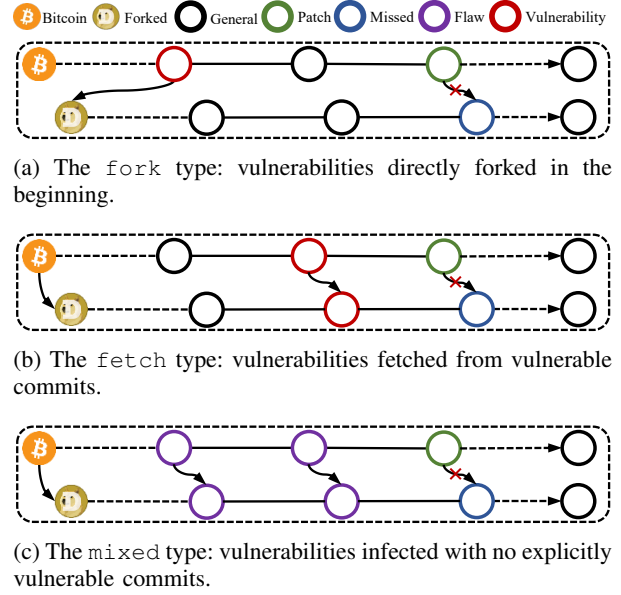 Bitcoin Forked General Patch Missed Flaw Vulnerability
(a) The fork type: vulnerabilities directly forked in the
beginning.
(b) The fetch type: vulnerabilities fetched from vulnerable
commits.
(c) The mixed type: vulnerabilities infected with no explicitly
vulnerable commits.